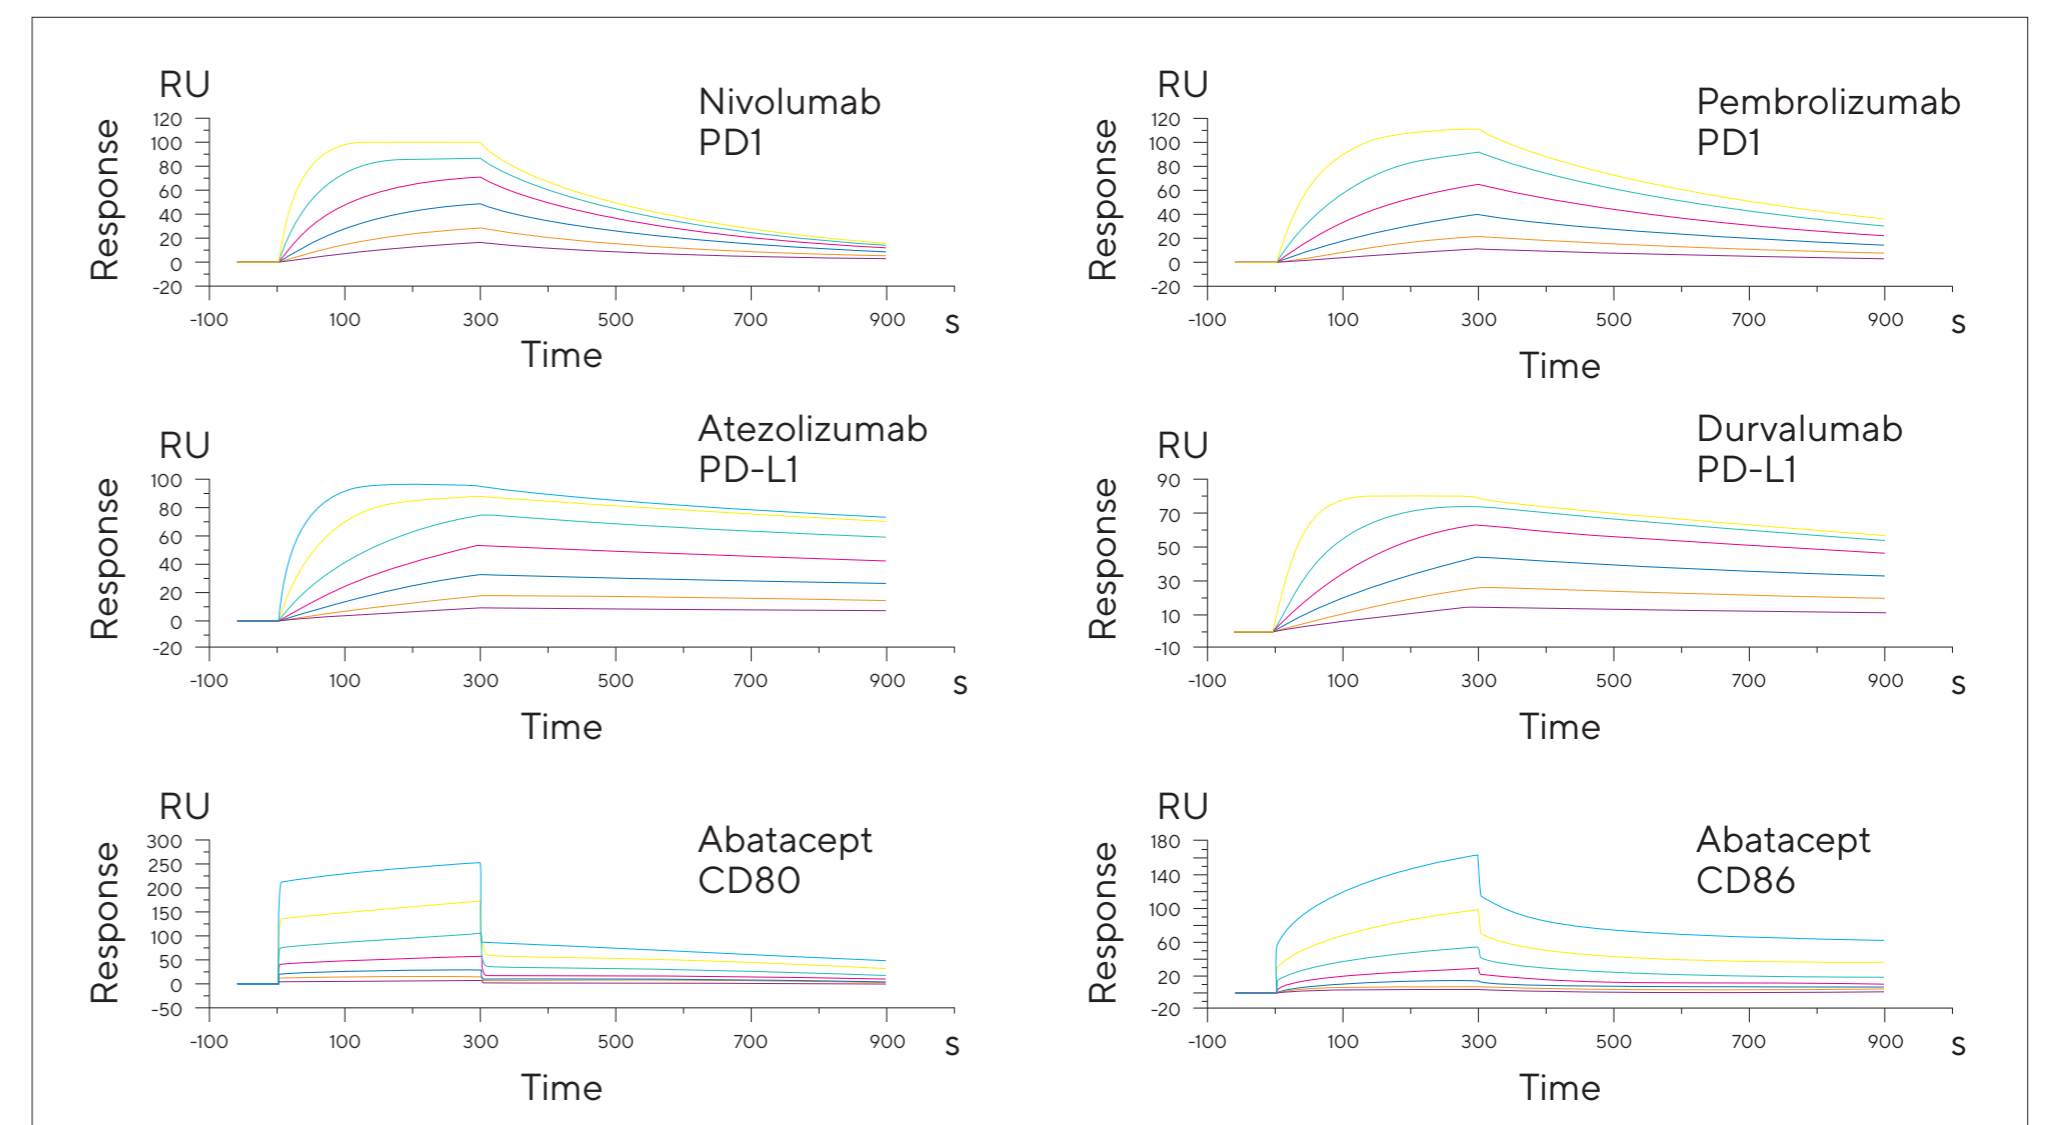 RU
Nivolumab
PD1
Response
120
100
80
60
40
20
0
-20
-100 100 300 500 700 900 s
Time
RU
Pembrolizumab
PD1
Response
120
100
80
60
40
20
0
-20
-100 100 300 500 700 900 s
Time
RU
Atezolizumab
PD-L1
Response
100
80
60
40
20
0
-20
-100 100 300 500 700 900 s
Time
RU
Durvalumab
PD-L1
Response
90
70
50
30
10
-10
-100 100 300 500 700 900 s
Time
RU
Abatacept
CD80
Response
300
250
200
150
100
50
0
-50
-100 100 300 500 700 900 s
Time
RU
Abatacept
CD86
Response
180
140
100
60
20
-20
-100 100 300 500 700 900 s
Time